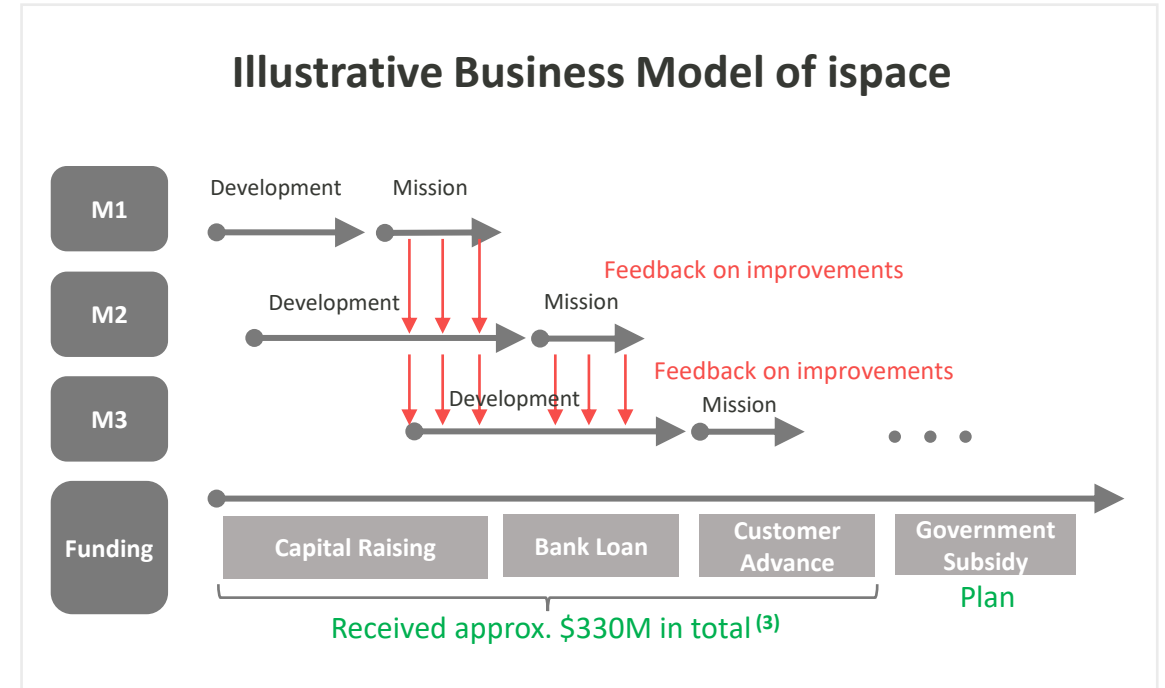 Illustrative Business Model of ispace
M1
Development
Mission
Feedback on improvements
M2
Development
Mission
Feedback on improvements
M3
Development
Mission
Funding
Capital Raising
Bank Loan
Customer
Advance
Government
Subsidy
Plan
Received approx. $330M in total (3)